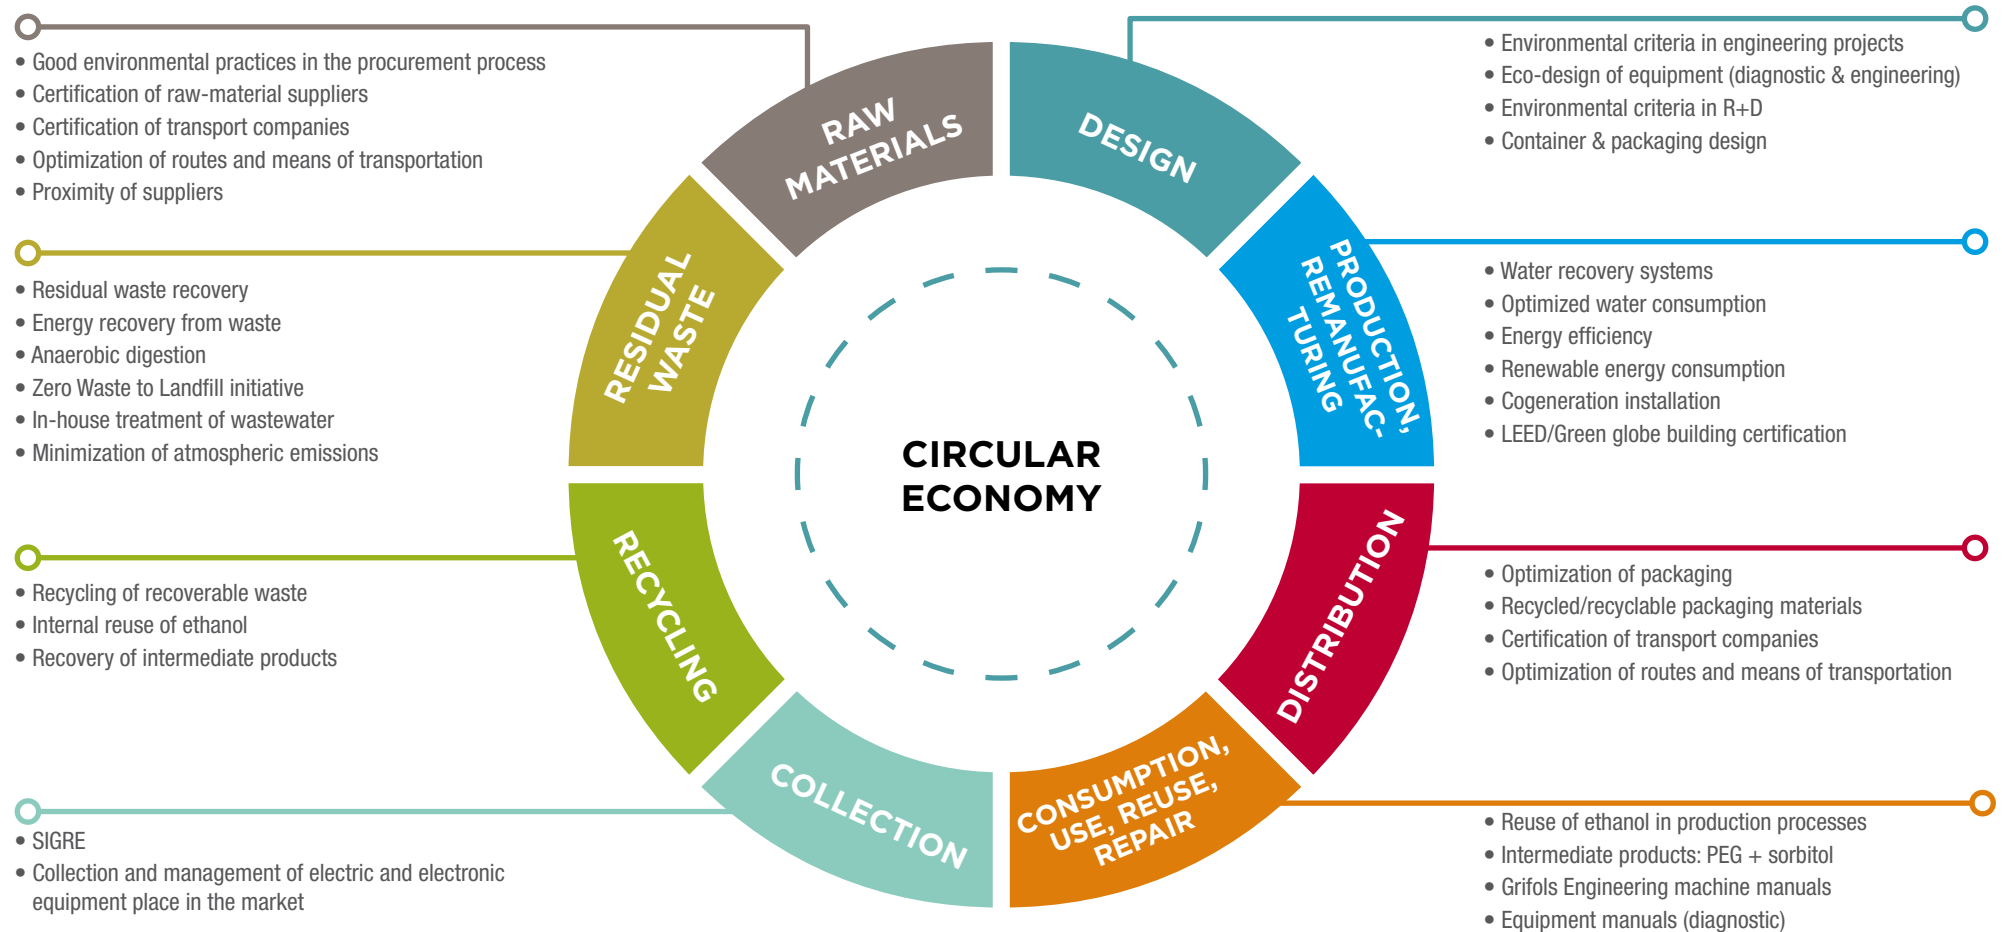 • Good environmental practices in the procurement process
• Certification of raw-material suppliers
• Certification of transport companies
• Optimization of routes and means of transportation
• Proximity of suppliers
RAW
MATERIALS
DESIGN
• Environmental criteria in engineering projects
• Eco-design of equipment (diagnostic & engineering)
• Environmental criteria in R+D
• Container & packaging design
• Residual waste recovery
• Energy recovery from waste
• Anaerobic digestion
• Zero Waste to Landfill initiative
• In-house treatment of wastewater
• Minimization of atmospheric emissions
RESIDUAL
WASTE
PRODUCTION,
REMANUFAC-
TURING
• Water recovery systems
• Optimized water consumption
• Energy efficiency
• Renewable energy consumption
• Cogeneration installation
• LEED/Green globe building certification
CIRCULAR
ECONOMY
• Recycling of recoverable waste
• Internal reuse of ethanol
• Recovery of intermediate products
RECYCLING
DISTRIBUTION
• Optimization of packaging
• Recycled/recyclable packaging materials
• Certification of transport companies
• Optimization of routes and means of transportation
• SIGRE
• Collection and management of electric and electronic
equipment place in the market
COLLECTION
CONSUMPTION,
USE, REUSE,
REPAIR
• Reuse of ethanol in production processes
• Intermediate products: PEG + sorbitol
• Grifols Engineering machine manuals
• Equipment manuals (diagnostic)